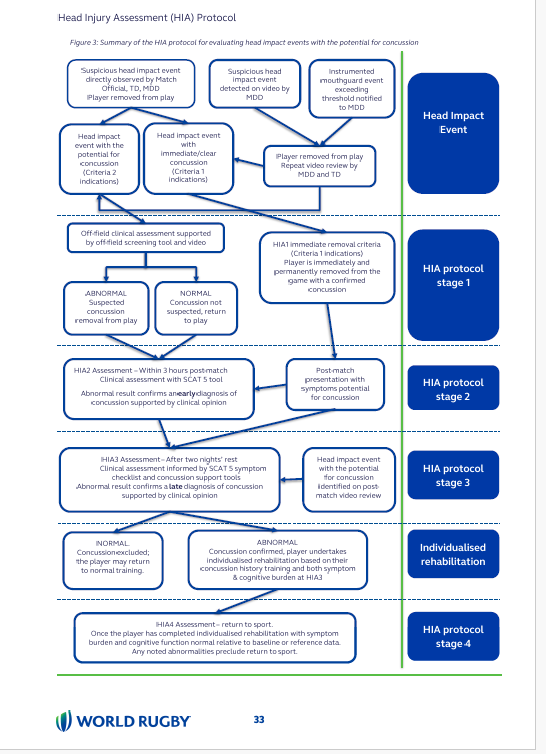 Head Injury Assessment (HIA) Protocol
Figure 3: Summary of the HIA protocol for evaluating head impact events with the potential for concussion
Suspicious head impact event
directly observed by Match
Official, TD, MDD
Player removed from play
Suspicious head
impact event
detected on video by
MDD
Instrumented
mouthguard event
exceeding
threshold notified
to MDD
Head Impact
Event
Head impact
event with the
potential for
concussion
(Criteria 2
indications)
Head impact event
with
immediate/clear
concussion
(Criteria 1
indications)
Player removed from play
Repeat video review by
MDD and TD
Off-field clinical assessment supported
by off-field screening tool and video
HIA1 immediate removal criteria
(Criteria 1 indications)
Player is immediately and
permanently removed from the
game with a confirmed
concussion
HIA protocol
stage 1
ABNORMAL
Suspected
concussion
removal from play
NORMAL
Concussion not
suspected, return
to play
HIA2 Assessment – Within 3 hours post-match
Clinical assessment with SCAT 5 tool
Abnormal result confirms an early diagnosis of
concussion supported by clinical opinion
Post-match
presentation with
symptoms potential
for concussion
HIA protocol
stage 2
HIA3 Assessment – After two nights' rest
Clinical assessment informed by SCAT 5 symptom
checklist and concussion support tools
Abnormal result confirms a late diagnosis of concussion
supported by clinical opinion
Head impact event
with the potential
for concussion
identified on post-
match video review
HIA protocol
stage 3
NORMAL
Concussion excluded;
the player may return
to normal training.
ABNORMAL
Concussion confirmed, player undertakes
individualised rehabilitation based on their
concussion history training and both symptom
& cognitive burden at HIA3
Individualised
rehabilitation
HIA4 Assessment – return to sport.
Once the player has completed individualised rehabilitation with symptom
burden and cognitive function normal relative to baseline or reference data.
Any noted abnormalities preclude return to sport.
HIA protocol
stage 4
WORLD RUGBY
33